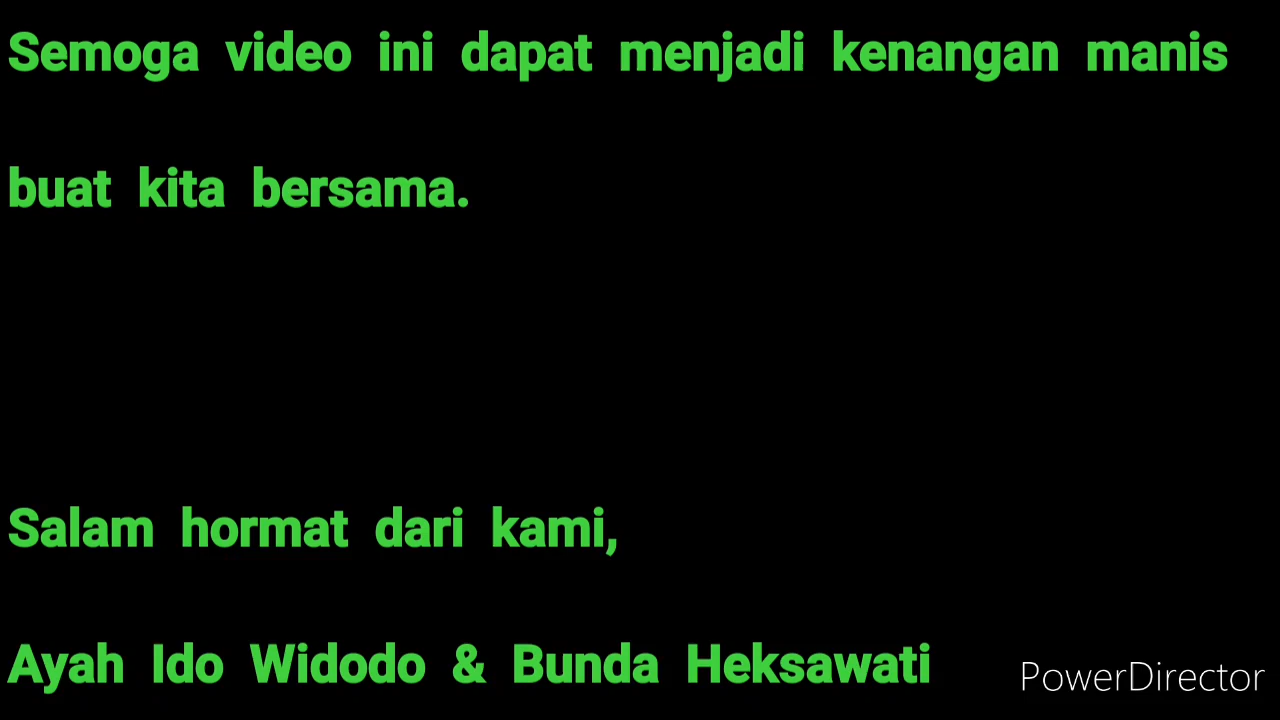 Semoga video ini dapat menjadi kenangan manis
buat kita bersama.
Salam hormat dari kami,
Ayah Ido Widodo & Bunda Heksawati
PowerDirector